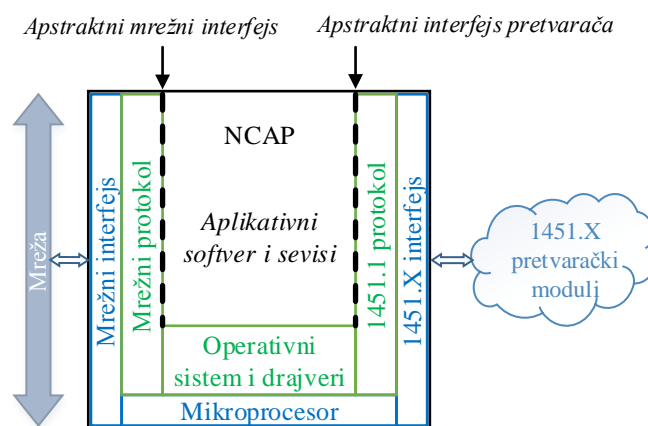 Apstraktni mrežni interfejs
Apstraktni interfejs pretvarača
Mreža
Mrežni interfejs
Mrežni protokol
NCAP
Aplikativni
softver i sevisi
1451.1 protokol
1451.X interfejs
1451.X
pretvarački
moduli
Operativni
sistem i drajveri
Mikroprocesor